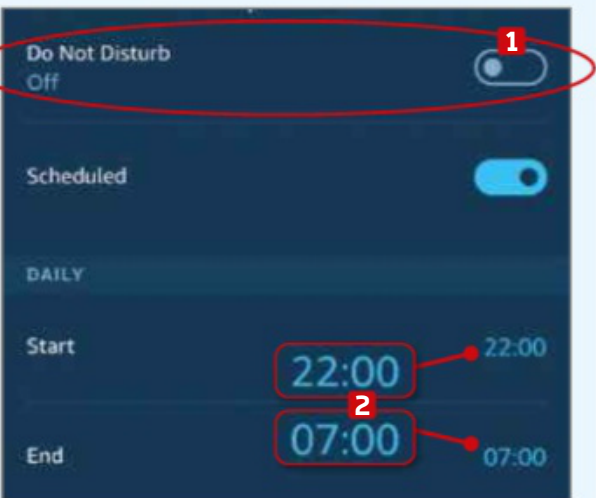 Do Not Disturb
1
Off
Scheduled
DAILY
Start
22:00
22:00
2
07:00
End
07:00